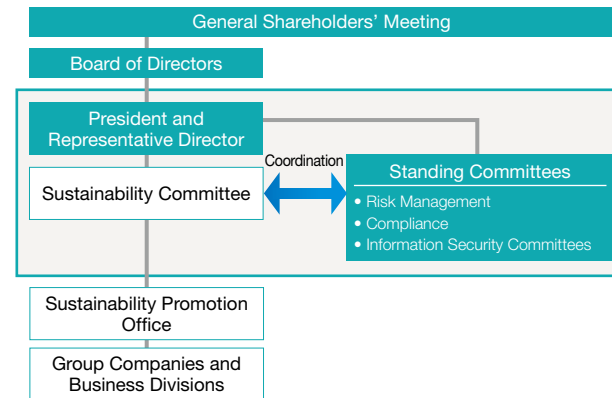 General Shareholders’ Meeting
Board of Directors
President and
Representative Director
Coordination
Sustainability Committee
Standing Committees
• Risk Management
• Compliance
• Information Security Committees
Sustainability Promotion
Office
Group Companies and
Business Divisions